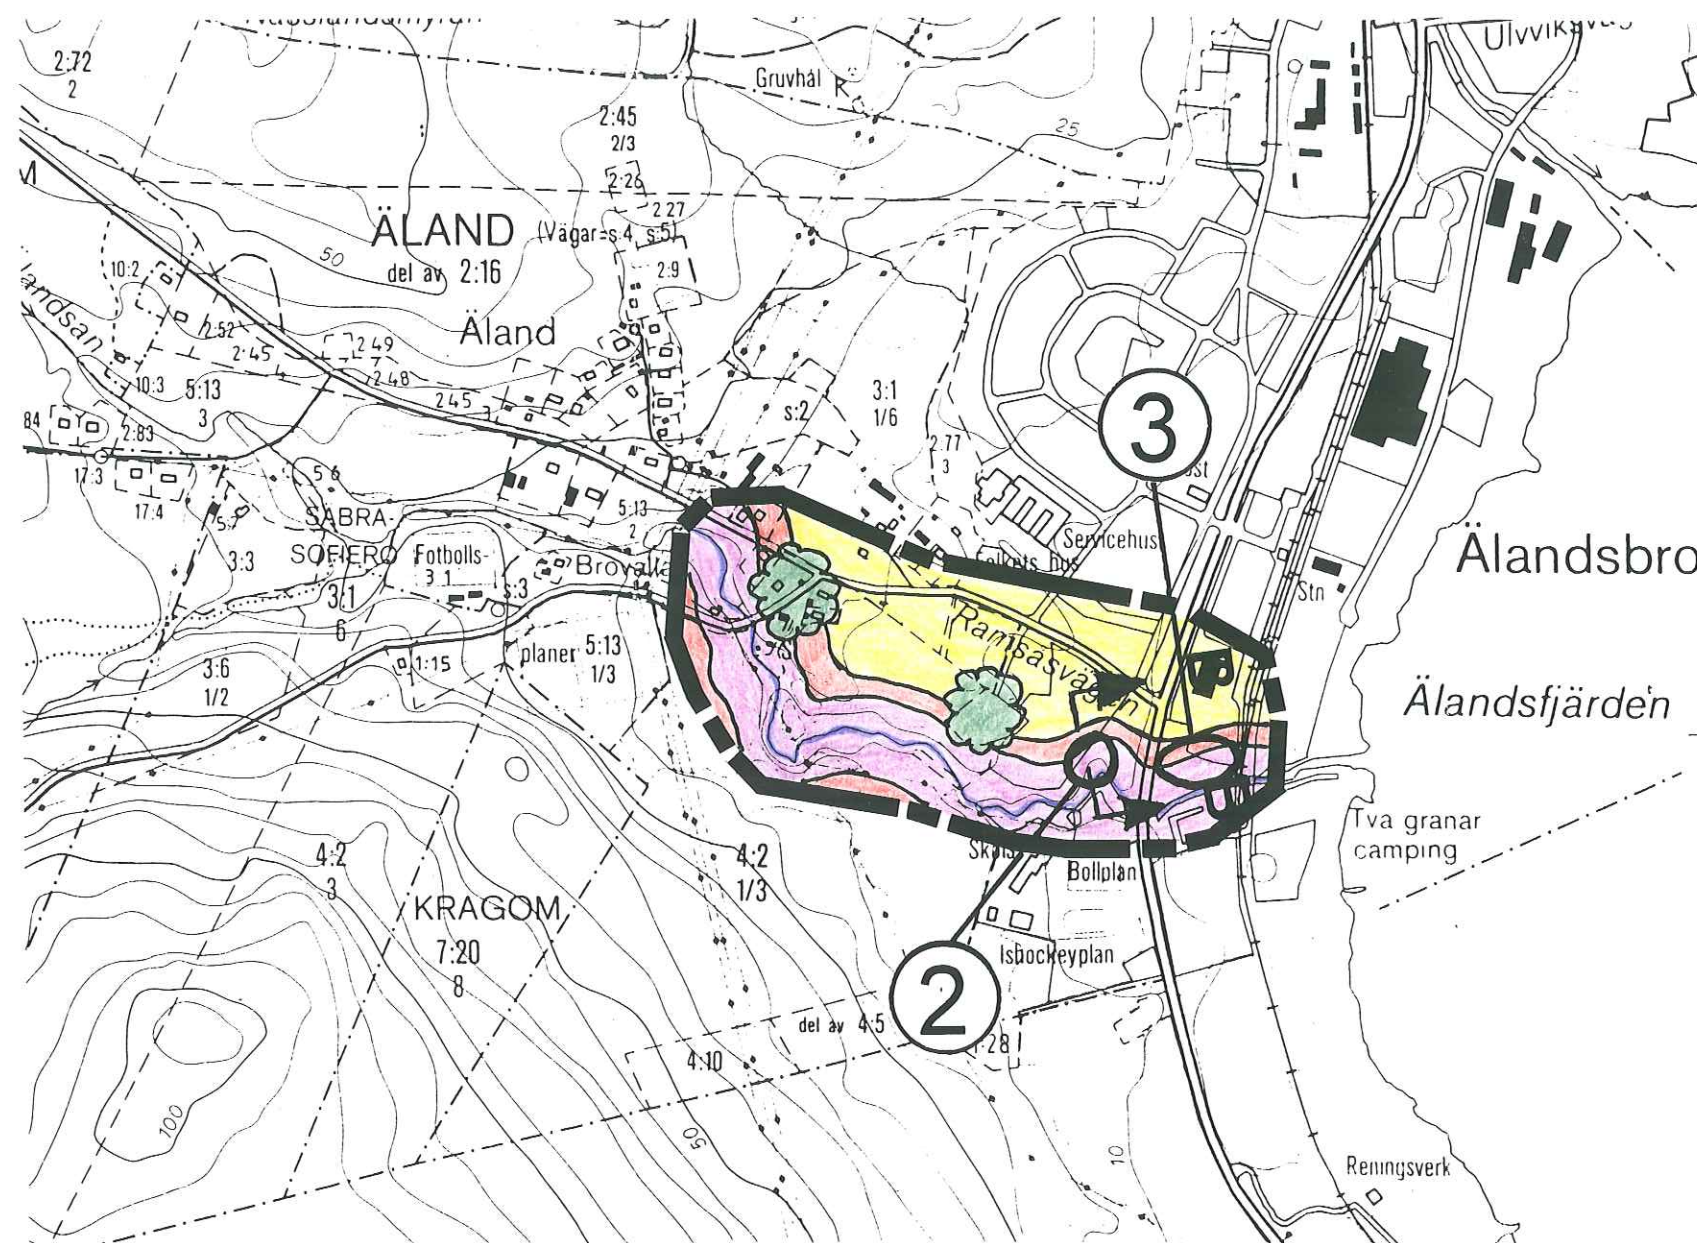 2:72
2
Gruvhål
R
25
2:45
2/3
2:26
2 27
ÄLAND (Vägar=s:4 s:5)
del av 2:16
2:9
50
10:2
Äland
2:52
2:45
2 49
2 48
2 45
10:3
5:13
3
3:1
1/6
s:2
3
2:83
84
17:3
17:4
5 6
5:7
5:13
2
2.77
3
SABRA-
SOFIERO
Fotbolls-
3:3
3:1
6
s:3
Brovalla
Servicehus
Folkets hus
Stn
Älandsbro
Ramsåsvägen
planer
5:13
1/3
1:15
3:6
1/2
Älandsfjärden
Två granar
camping
4:2
3
4:2
1/3
Bollplan
KRAGOM
7:20
8
Ishockeyplan
2
del av 4:5
4:10
100
50
10
Reningsverk